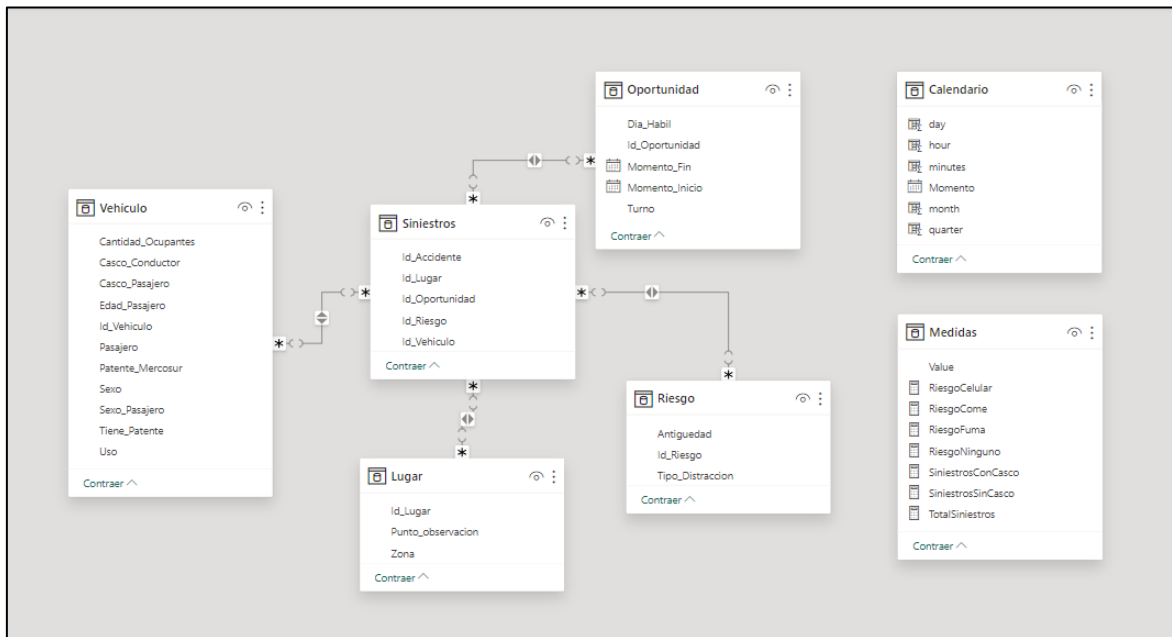 Vehiculo
Cantidad_Ocupantes
Casco_Conductor
Casco_Pasajero
Edad_Pasajero
Id_Vehiculo
Pasajero
Patente_Mercosur
Sexo
Sexo_Pasajero
Tiene_Patente
Uso
Contraer
Siniestros
Id_Accidente
Id_Lugar
Id_Oportunidad
Id_Riesgo
Id_Vehiculo
Contraer
Lugar
Id_Lugar
Punto_observacion
Zona
Contraer
Oportunidad
Dia_Habil
Id_Oportunidad
Momento_Fin
Momento_Inicio
Turno
Contraer
Riesgo
Antiguedad
Id_Riesgo
Tipo_Distraccion
Contraer
Calendario
day
hour
minutes
Momento
month
quarter
Contraer
Medidas
Value
RiesgoCelular
RiesgoCome
RiesgoFuma
RiesgoNinguno
SiniestrosConCasco
SiniestrosSinCasco
TotalSiniestros
Contraer